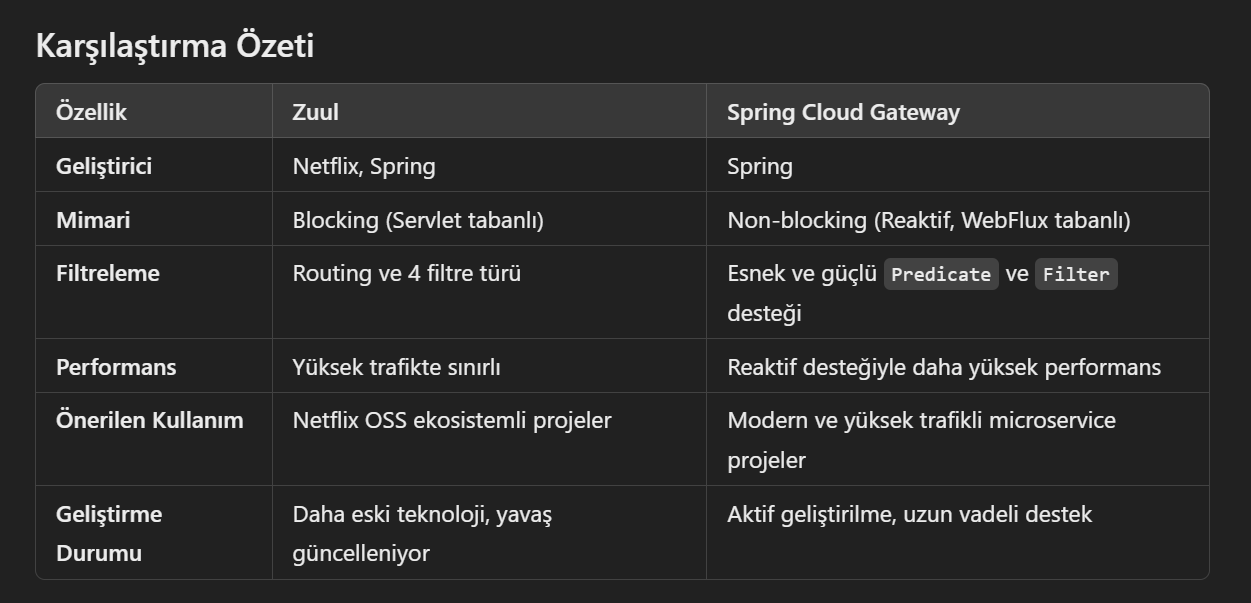 Karşılaştırma Özeti
Özellik Zuul Spring Cloud Gateway
Geliştirici Netflix, Spring Spring
Mimari Blocking (Servlet tabanlı) Non-blocking (Reaktif, WebFlux tabanlı)
Filtreleme Routing ve 4 filtre türü Esnek ve güçlü Predicate ve Filter
desteği
Performans Yüksek trafikte sınırlı Reaktif desteğiyle daha yüksek performans
Önerilen Kullanım Netflix OSS ekosistemli projeler Modern ve yüksek trafikli microservice
projeler
Geliştirme Daha eski teknoloji, yavaş Aktif geliştirilme, uzun vadeli destek
Durumu güncelleniyor